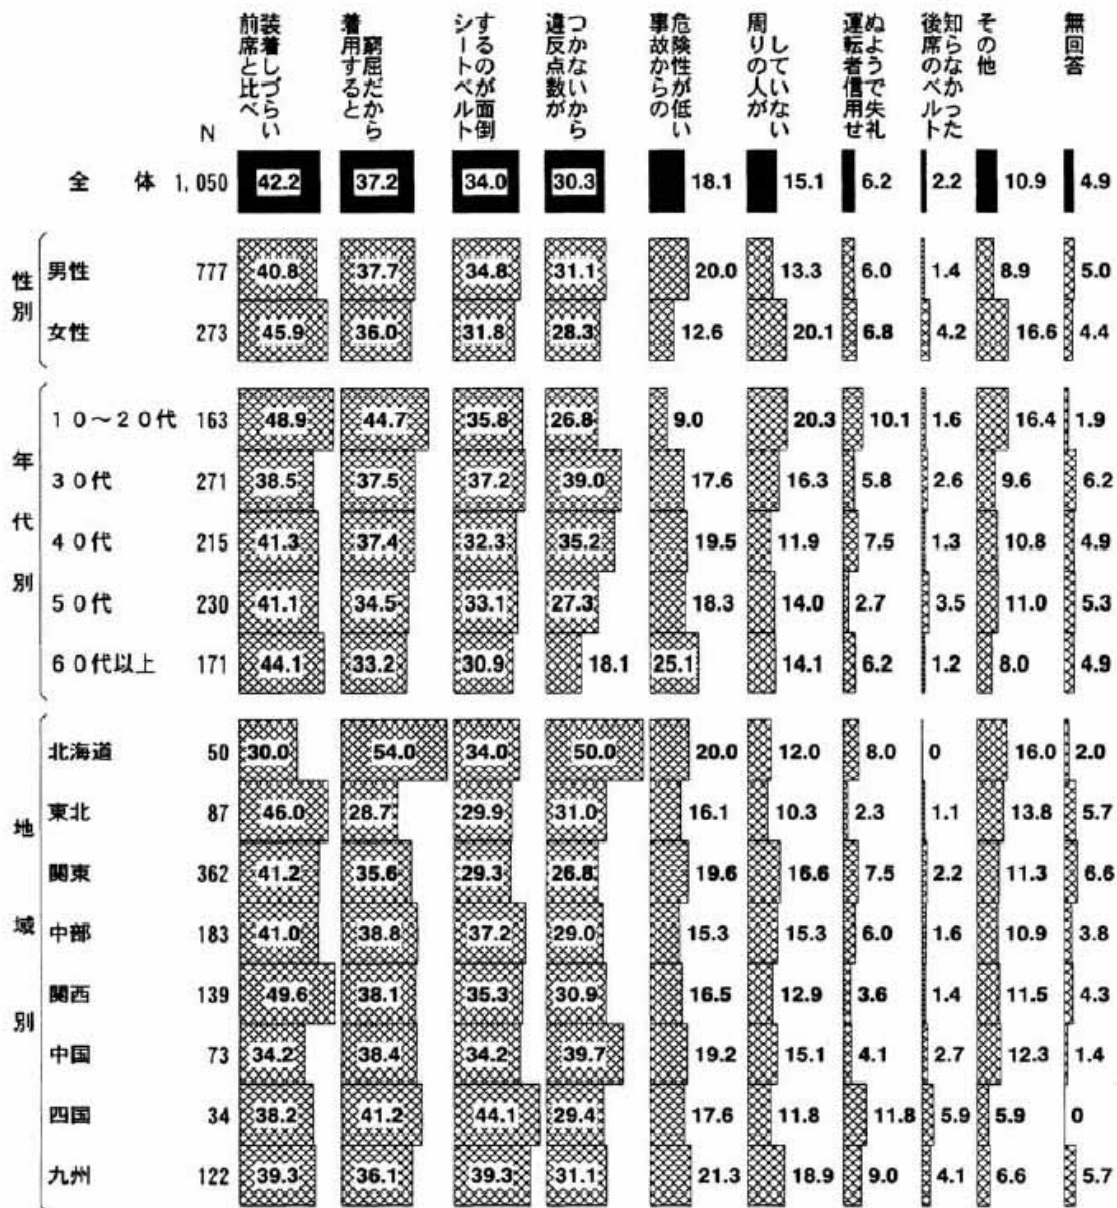 前席と比べ
装着しづらい
着用すると
窮屈だから
シートベルト
するのが面倒
違反点数が
つかないから
事故からの
危険性が低い
周りの人が
していない
運転者信用せ
ぬようで失礼
後席のベルト
知らなかった
その他
無回答
N
全 体 1,050 42.2 37.2 34.0 30.3 18.1 15.1 6.2 2.2 10.9 4.9
性別
男性 777 40.8 37.7 34.8 31.1 20.0 13.3 6.0 1.4 8.9 5.0
女性 273 45.9 36.0 31.8 28.3 12.6 20.1 6.8 4.2 16.6 4.4
年代別
10～20代 163 48.9 44.7 35.8 26.8 9.0 20.3 10.1 1.6 16.4 1.9
30代 271 38.5 37.5 37.2 39.0 17.6 16.3 5.8 2.6 9.6 6.2
40代 215 41.3 37.4 32.3 35.2 19.5 11.9 7.5 1.3 10.8 4.9
50代 230 41.1 34.5 33.1 27.3 18.3 14.0 2.7 3.5 11.0 5.3
60代以上 171 44.1 33.2 30.9 18.1 25.1 14.1 6.2 1.2 8.0 4.9
地域別
北海道 50 30.0 54.0 34.0 50.0 20.0 12.0 8.0 0 16.0 2.0
東北 87 46.0 28.7 29.9 31.0 16.1 10.3 2.3 1.1 13.8 5.7
関東 362 41.2 35.6 29.3 26.8 19.6 16.6 7.5 2.2 11.3 6.6
中部 183 41.0 38.8 37.2 29.0 15.3 15.3 6.0 1.6 10.9 3.8
関西 139 49.6 38.1 35.3 30.9 16.5 12.9 3.6 1.4 11.5 4.3
中国 73 34.2 38.4 34.2 39.7 19.2 15.1 4.1 2.7 12.3 1.4
四国 34 38.2 41.2 44.1 29.4 17.6 11.8 11.8 5.9 5.9 0
九州 122 39.3 36.1 39.3 31.1 21.3 18.9 9.0 4.1 6.6 5.7